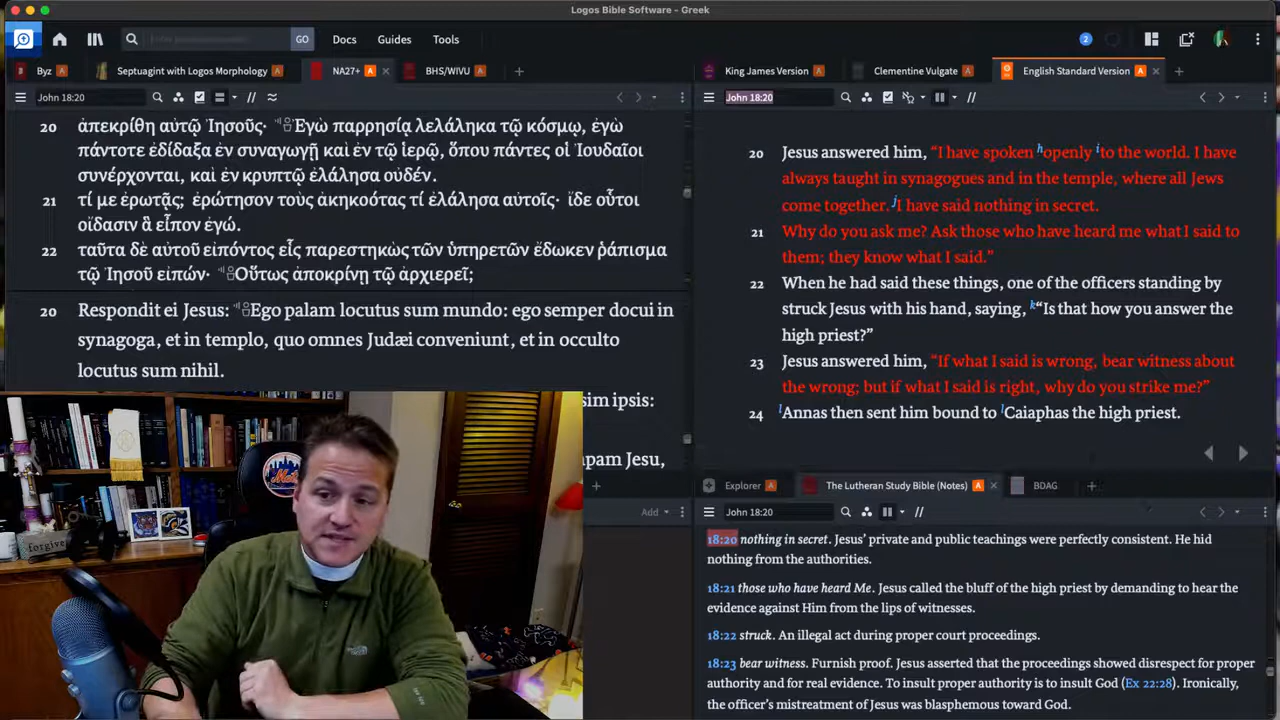 Logos Bible Software - Greek
GO Docs Guides Tools 2
Byz A Septuagint with Logos Morphology A NA27+ A × BHS/WIVU A +
John 18:20
20 ἀπεκρίθη αὐτῷ Ἰησοῦς· Ἐγὼ παρρησίᾳ λελάληκα τῷ κόσμῳ, ἐγὼ
πάντοτε ἐδίδαξα ἐν συναγωγῇ καὶ ἐν τῷ ἱερῷ, ὅπου πάντες οἱ Ἰουδαῖοι
συνέρχονται, καὶ ἐν κρυπτῷ ἐλάλησα οὐδέν.
21 τί με ἐρωτᾷς; ἐρώτησον τοὺς ἀκηκοότας τί ἐλάλησα αὐτοῖς· ἴδε οὗτοι
οἴδασιν ἃ εἶπον ἐγώ.
22 ταῦτα δὲ αὐτοῦ εἰπόντος εἷς παρεστηκὼς τῶν ὑπηρετῶν ἔδωκεν ῥάπισμα
τῷ Ἰησοῦ εἰπών· Οὕτως ἀποκρίνῃ τῷ ἀρχιερεῖ;
20 Respondit ei Jesus: Ego palam locutus sum mundo: ego semper docui in
synagoga, et in templo, quo omnes Judæi conveniunt, et in occulto
locutus sum nihil.
sim ipsis:
pam Jesu,
Add
King James Version A Clementine Vulgate A English Standard Version A × +
John 18:20
20 Jesus answered him, “I have spoken h openly i to the world. I have
always taught in synagogues and in the temple, where all Jews
come together. j I have said nothing in secret.
21 Why do you ask me? Ask those who have heard me what I said to
them; they know what I said.”
22 When he had said these things, one of the officers standing by
struck Jesus with his hand, saying, k “Is that how you answer the
high priest?”
23 Jesus answered him, “If what I said is wrong, bear witness about
the wrong; but if what I said is right, why do you strike me?”
24 l Annas then sent him bound to l Caiaphas the high priest.
Explorer A The Lutheran Study Bible (Notes) A × BDAG +
John 18:20
18:20 nothing in secret. Jesus’ private and public teachings were perfectly consistent. He hid
nothing from the authorities.
18:21 those who have heard Me. Jesus called the bluff of the high priest by demanding to hear the
evidence against Him from the lips of witnesses.
18:22 struck. An illegal act during proper court proceedings.
18:23 bear witness. Furnish proof. Jesus asserted that the proceedings showed disrespect for proper
authority and for real evidence. To insult proper authority is to insult God (Ex 22:28). Ironically,
the officer’s mistreatment of Jesus was blasphemous toward God.
Mets
forgive